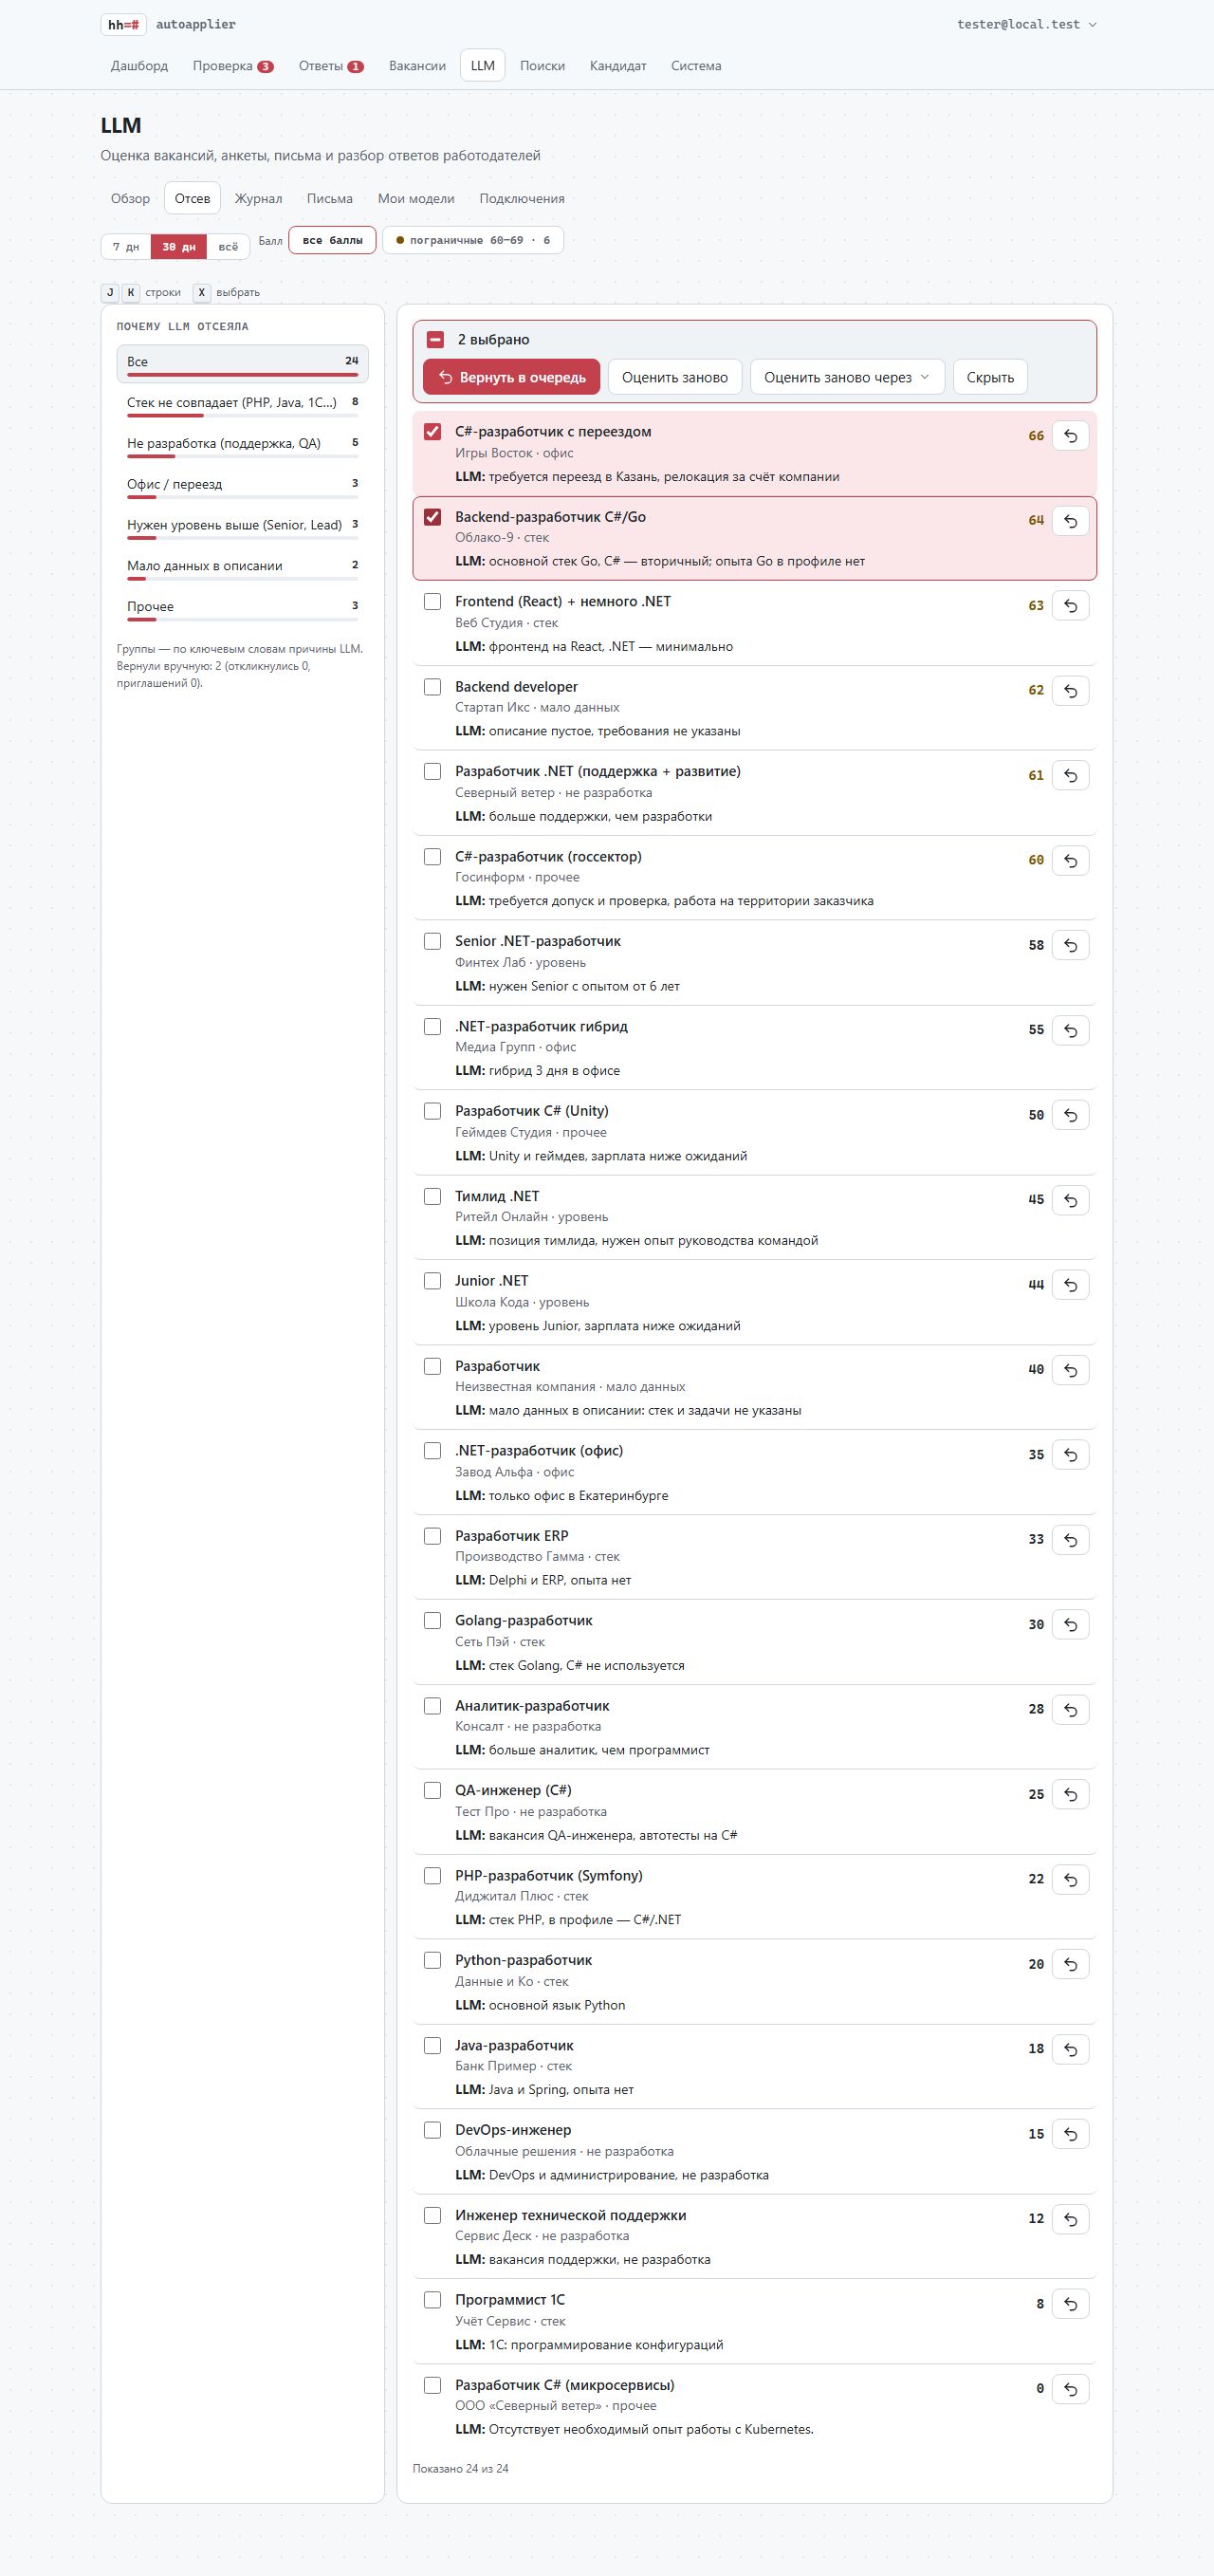 hh=# autoapplier
tester@local.test
Дашборд Проверка 3 Ответы 1 Вакансии LLM Поиски Кандидат Система
LLM
Оценка вакансий, анкеты, письма и разбор ответов работодателей
Обзор Отсев Журнал Письма Мои модели Подключения
7 дн 30 дн всё Балл все баллы пограничные 60–69 · 6
J K строки X выбрать
ПОЧЕМУ LLM ОТСЕЯЛА
Все 24
Стек не совпадает (PHP, Java, 1С…) 8
Не разработка (поддержка, QA) 5
Офис / переезд 3
Нужен уровень выше (Senior, Lead) 3
Мало данных в описании 2
Прочее 3
Группы — по ключевым словам причины LLM.
Вернули вручную: 2 (откликнулись 0,
приглашений 0).
2 выбрано
Вернуть в очередь Оценить заново Оценить заново через Скрыть
C#-разработчик с переездом 66
Игры Восток · офис
LLM: требуется переезд в Казань, релокация за счёт компании
Backend-разработчик C#/Go 64
Облако-9 · стек
LLM: основной стек Go, C# — вторичный; опыта Go в профиле нет
Frontend (React) + немного .NET 63
Веб Студия · стек
LLM: фронтенд на React, .NET — минимально
Backend developer 62
Стартап Икс · мало данных
LLM: описание пустое, требования не указаны
Разработчик .NET (поддержка + развитие) 61
Северный ветер · не разработка
LLM: больше поддержки, чем разработки
C#-разработчик (госсектор) 60
Госинформ · прочее
LLM: требуется допуск и проверка, работа на территории заказчика
Senior .NET-разработчик 58
Финтех Лаб · уровень
LLM: нужен Senior с опытом от 6 лет
.NET-разработчик гибрид 55
Медиа Групп · офис
LLM: гибрид 3 дня в офисе
Разработчик C# (Unity) 50
Геймдев Студия · прочее
LLM: Unity и геймдев, зарплата ниже ожиданий
Тимлид .NET 45
Ритейл Онлайн · уровень
LLM: позиция тимлида, нужен опыт руководства командой
Junior .NET 44
Школа Кода · уровень
LLM: уровень Junior, зарплата ниже ожиданий
Разработчик 40
Неизвестная компания · мало данных
LLM: мало данных в описании: стек и задачи не указаны
.NET-разработчик (офис) 35
Завод Альфа · офис
LLM: только офис в Екатеринбурге
Разработчик ERP 33
Производство Гамма · стек
LLM: Delphi и ERP, опыта нет
Golang-разработчик 30
Сеть Пэй · стек
LLM: стек Golang, C# не используется
Аналитик-разработчик 28
Консалт · не разработка
LLM: больше аналитик, чем программист
QA-инженер (C#) 25
Тест Про · не разработка
LLM: вакансия QA-инженера, автотесты на C#
PHP-разработчик (Symfony) 22
Диджитал Плюс · стек
LLM: стек PHP, в профиле — C#/.NET
Python-разработчик 20
Данные и Ко · стек
LLM: основной язык Python
Java-разработчик 18
Банк Пример · стек
LLM: Java и Spring, опыта нет
DevOps-инженер 15
Облачные решения · не разработка
LLM: DevOps и администрирование, не разработка
Инженер технической поддержки 12
Сервис Деск · не разработка
LLM: вакансия поддержки, не разработка
Программист 1С 8
Учёт Сервис · стек
LLM: 1С: программирование конфигураций
Разработчик C# (микросервисы) 0
ООО «Северный ветер» · прочее
LLM: Отсутствует необходимый опыт работы с Kubernetes.
Показано 24 из 24